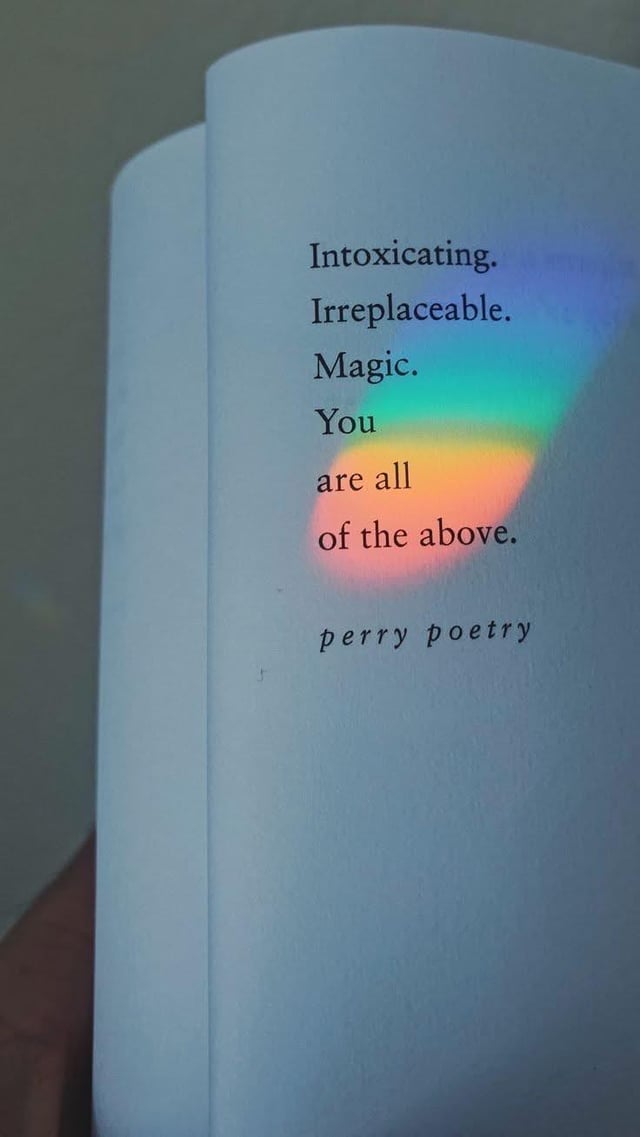 Intoxicating.
Irreplaceable.
Magic.
You
are all
of the above.
perry poetry